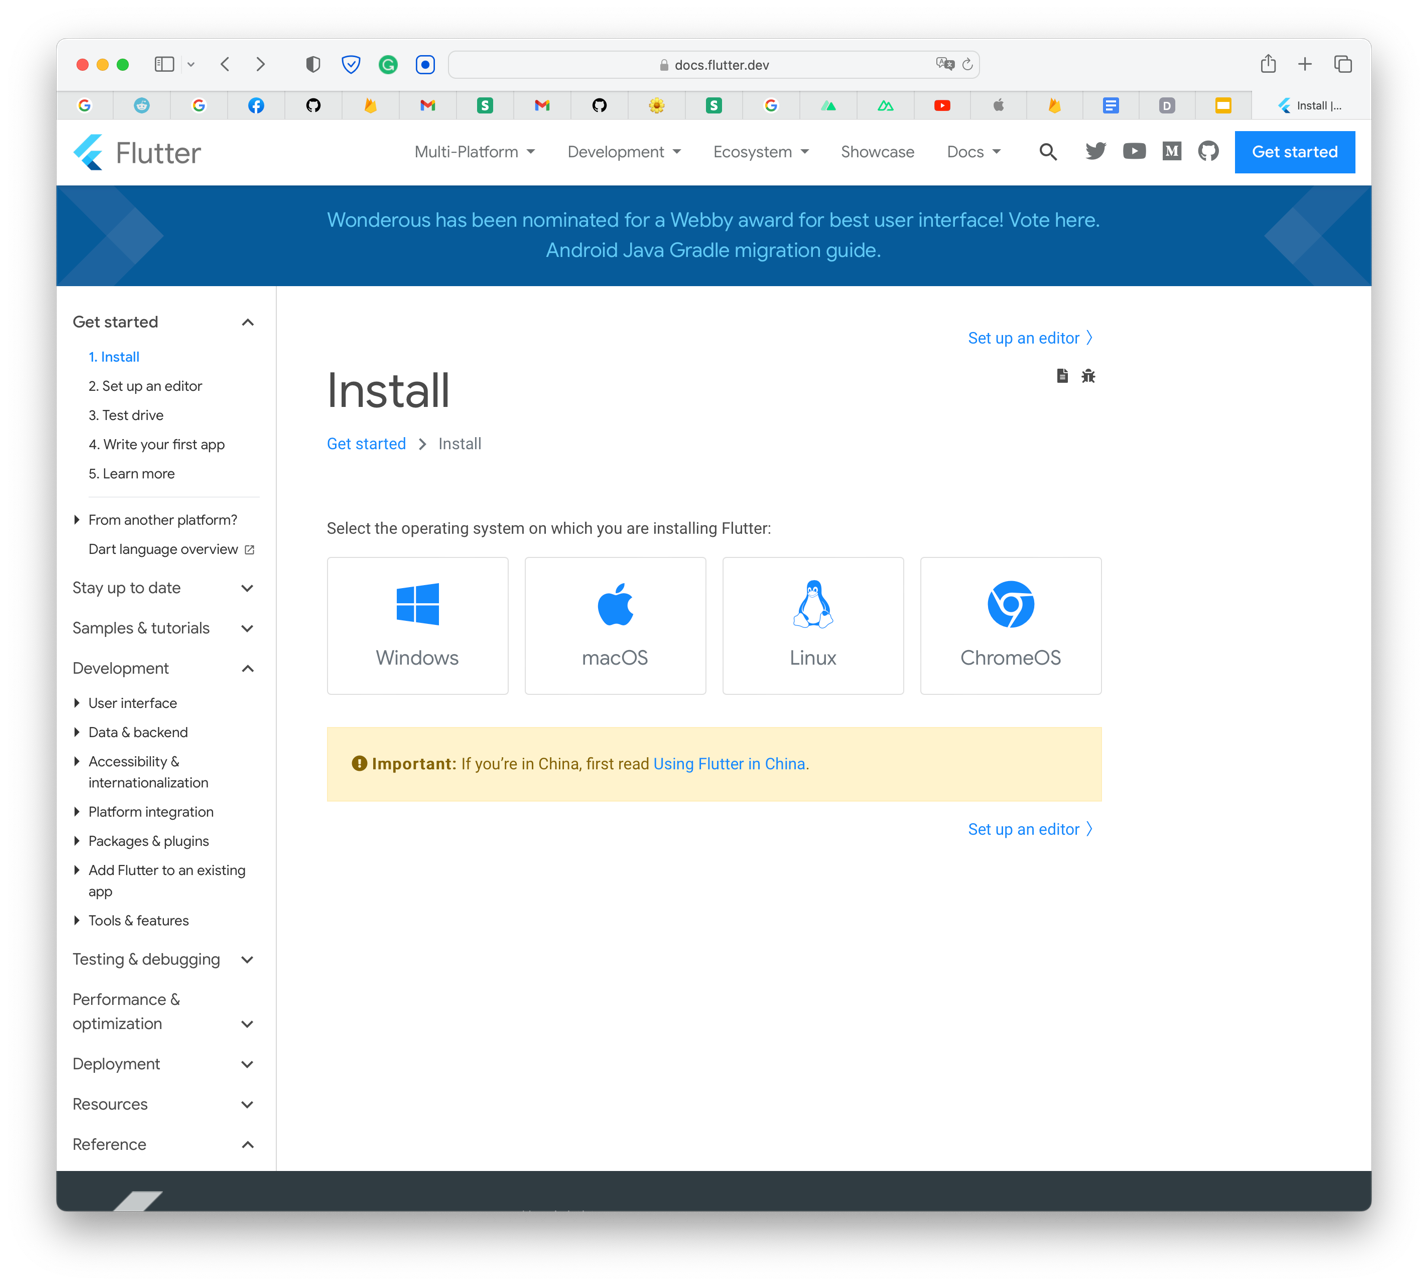 docs.flutter.dev
Install |...
Flutter
Multi-Platform
Development
Ecosystem
Showcase
Docs
Get started
Wonderous has been nominated for a Webby award for best user interface! Vote here.
Android Java Gradle migration guide.
Get started
1. Install
2. Set up an editor
3. Test drive
4. Write your first app
5. Learn more
From another platform?
Dart language overview
Stay up to date
Samples & tutorials
Development
User interface
Data & backend
Accessibility &
internationalization
Platform integration
Packages & plugins
Add Flutter to an existing
app
Tools & features
Testing & debugging
Performance &
optimization
Deployment
Resources
Reference
Set up an editor
Install
Get started
Install
Select the operating system on which you are installing Flutter:
Windows
macOS
Linux
ChromeOS
Important: If you’re in China, first read Using Flutter in China.
Set up an editor